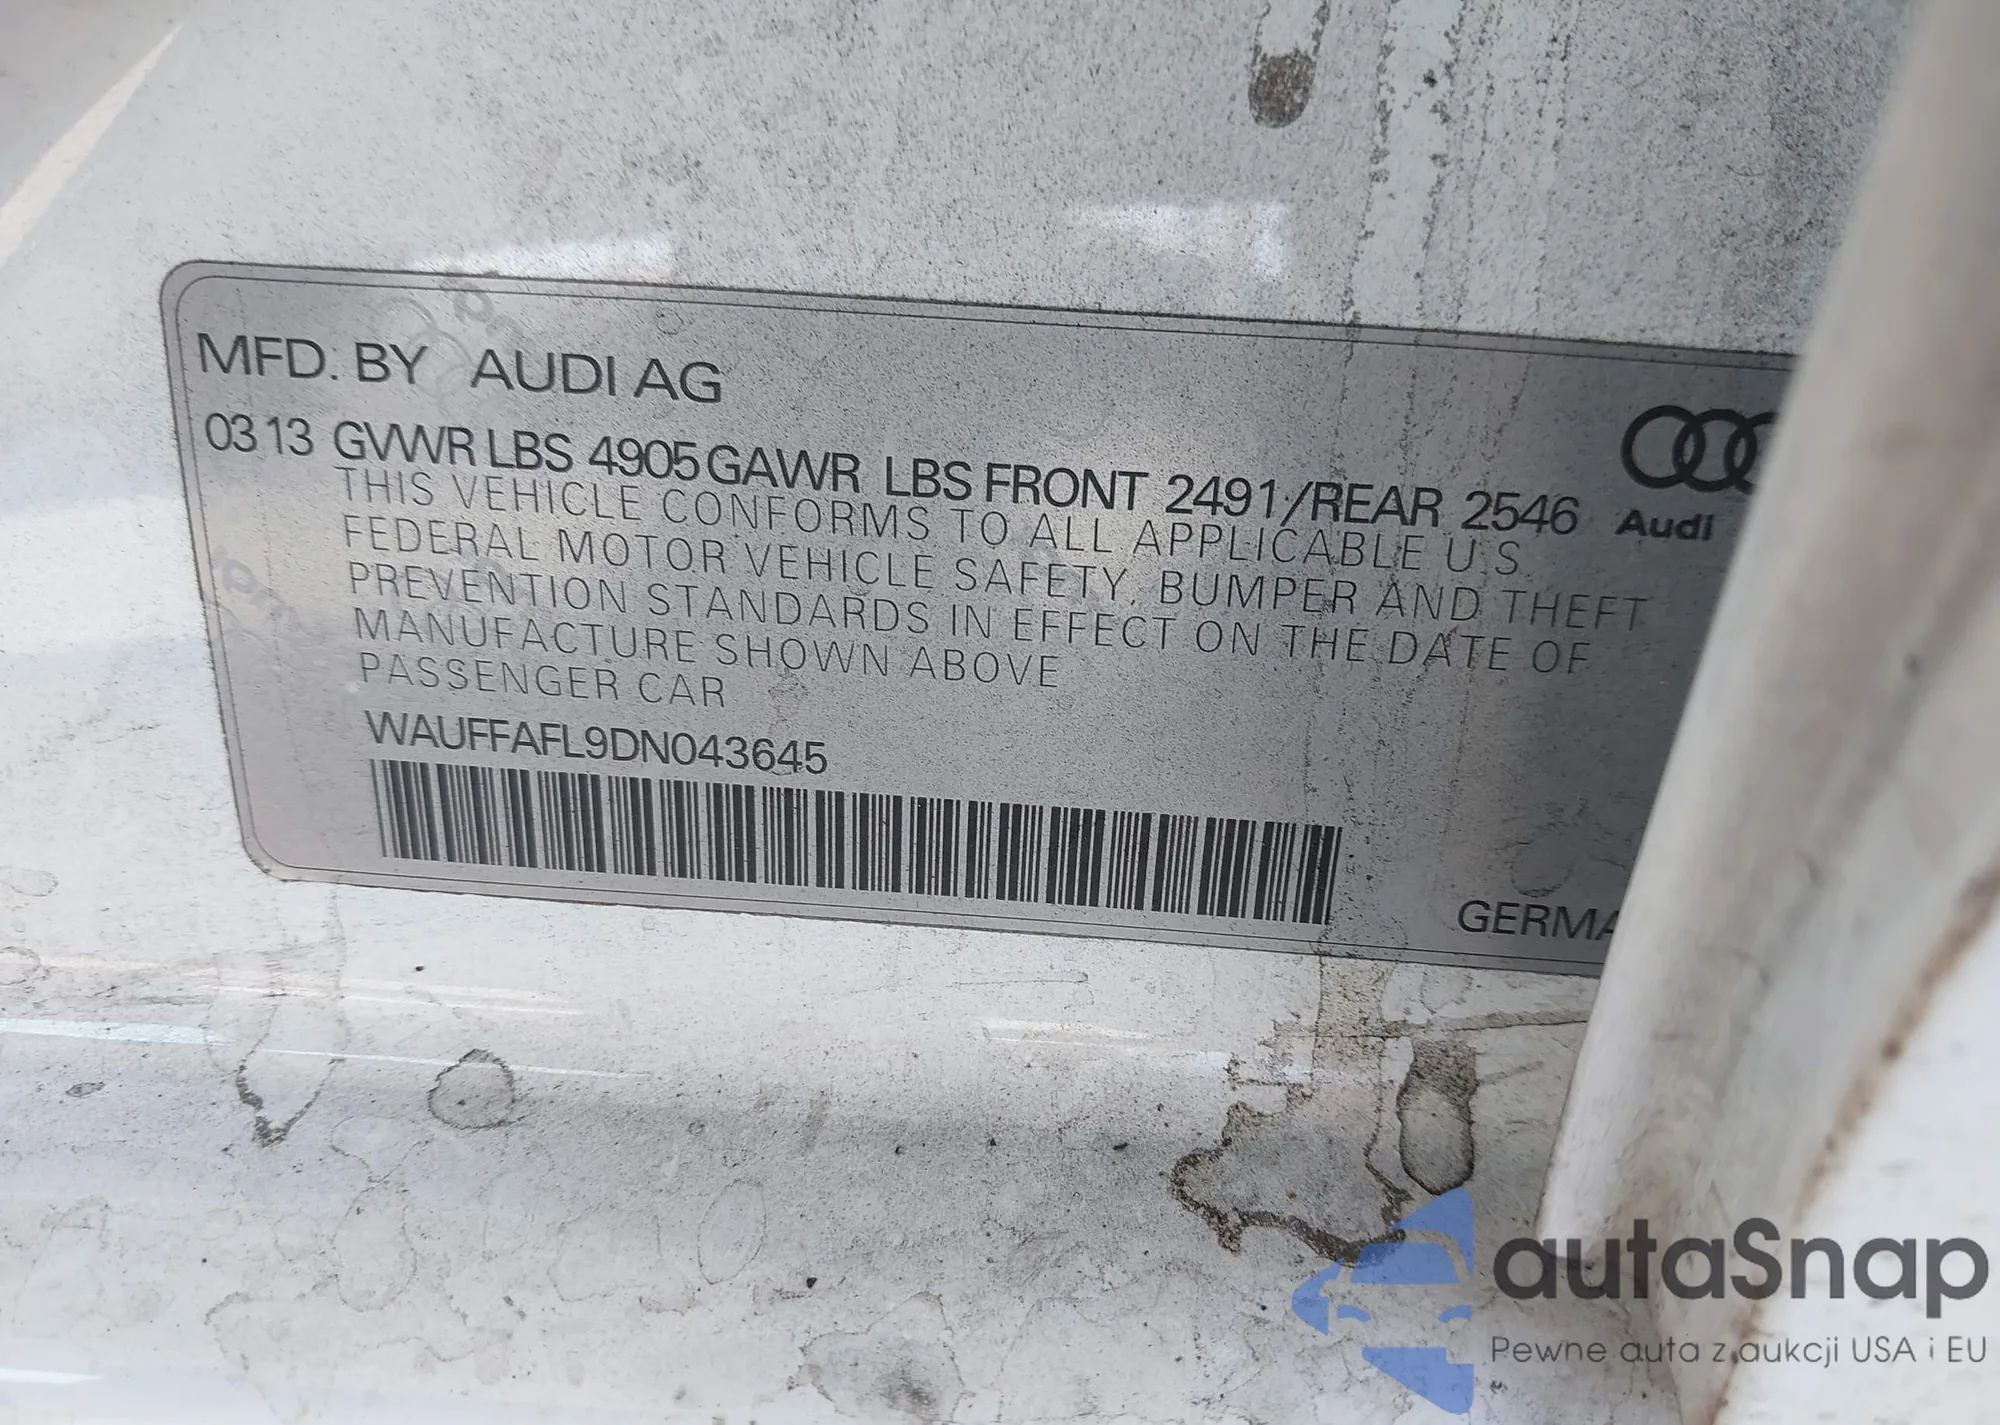 MFD. BY AUDI AG
0313 GVWR LBS 4905 GAWR LBS FRONT 2491/REAR 2546
Audi
THIS VEHICLE CONFORMS TO ALL APPLICABLE U.S.
FEDERAL MOTOR VEHICLE SAFETY, BUMPER AND THEFT
PREVENTION STANDARDS IN EFFECT ON THE DATE OF
MANUFACTURE SHOWN ABOVE
PASSENGER CAR
WAUFFAFL9DN043645
GERMA
autaSnap
Pewne auta z aukcji USA i EU